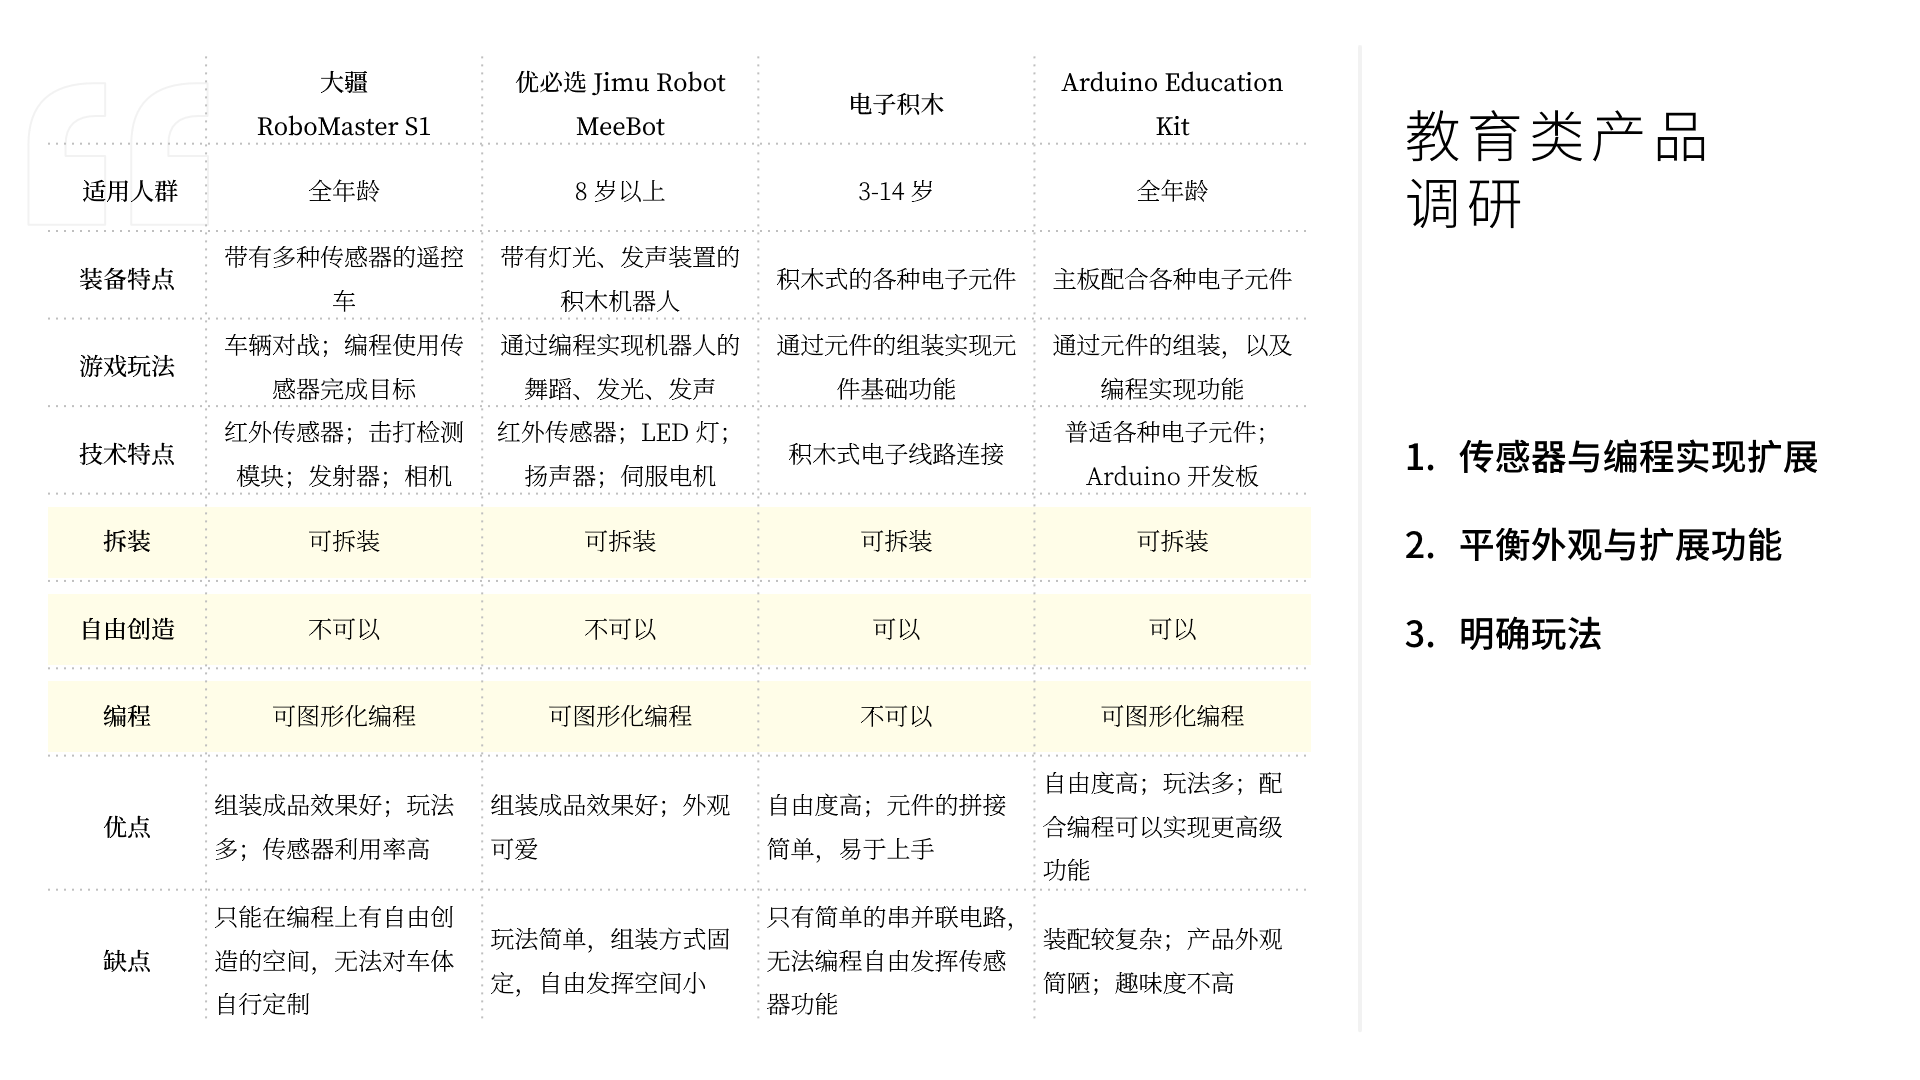 大疆
RoboMaster S1
优必选 Jimu Robot
MeeBot
电子积木
Arduino Education
Kit
适用人群
全年龄
8 岁以上
3-14 岁
全年龄
装备特点
带有多种传感器的遥控
车
带有灯光、发声装置的
积木机器人
积木式的各种电子元件
主板配合各种电子元件
游戏玩法
车辆对战；编程使用传
感器完成目标
通过编程实现机器人的
舞蹈、发光、发声
通过元件的组装实现元
件基础功能
通过元件的组装，以及
编程实现功能
技术特点
红外传感器；击打检测
模块；发射器；相机
红外传感器；LED 灯；
扬声器；伺服电机
积木式电子线路连接
普适各种电子元件；
Arduino 开发板
拆装
可拆装
可拆装
可拆装
可拆装
自由创造
不可以
不可以
可以
可以
编程
可图形化编程
可图形化编程
不可以
可图形化编程
优点
组装成品效果好；玩法
多；传感器利用率高
组装成品效果好；外观
可爱
自由度高；元件的拼接
简单，易于上手
自由度高；玩法多；配
合编程可以实现更高级
功能
缺点
只能在编程上有自由创
造的空间，无法对车体
自行定制
玩法简单，组装方式固
定，自由发挥空间小
只有简单的串并联电路，
无法编程自由发挥传感
器功能
装配较复杂；产品外观
简陋；趣味度不高
教育类产品
调研
1. 传感器与编程实现扩展
2. 平衡外观与扩展功能
3. 明确玩法